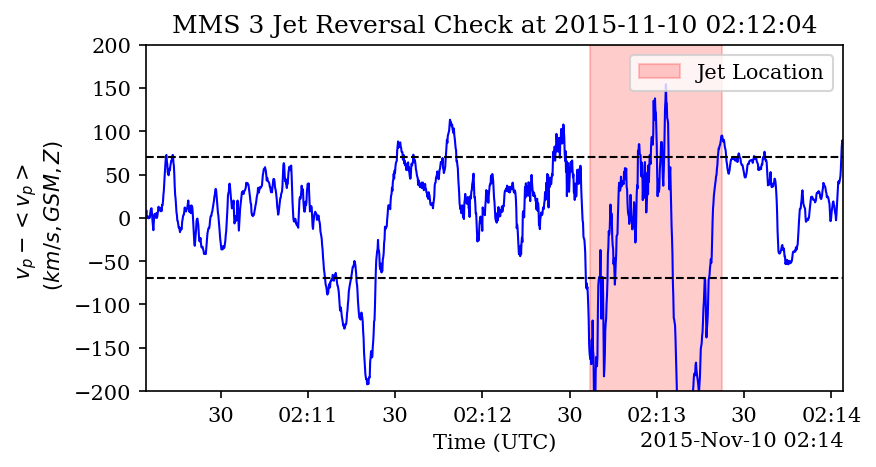 MMS 3 Jet Reversal Check at 2015-11-10 02:12:04
200
150
100
50
0
−50
−100
−150
−200
v_p − < v_p >
(km/s, GSM, Z)
Jet Location
30
02:11
30
02:12
30
02:13
30
02:14
Time (UTC)
2015-Nov-10 02:14